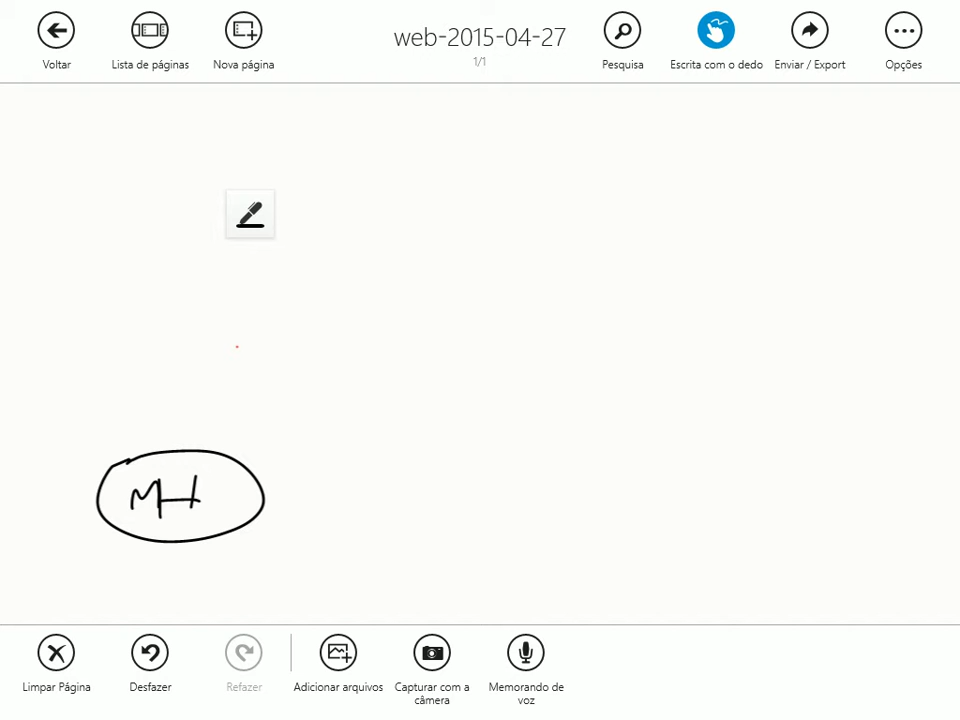 Voltar
Lista de páginas
Nova página
web-2015-04-27
1/1
Pesquisa
Escrita com o dedo
Enviar / Export
Opções
MH
Limpar Página
Desfazer
Refazer
Adicionar arquivos
Capturar com a
câmera
Memorando de
voz